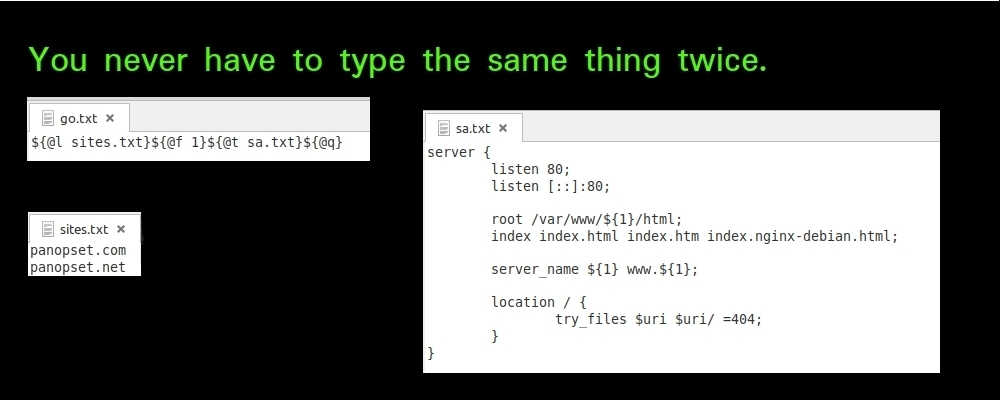 You never have to type the same thing twice.
go.txt ×
${@l sites.txt}${@f 1}${@t sa.txt}${@q}
sites.txt ×
panopset.com
panopset.net
sa.txt ×
server {
        listen 80;
        listen [::]:80;
        root /var/www/${1}/html;
        index index.html index.htm index.nginx-debian.html;
        server_name ${1} www.${1};
        location / {
                try_files $uri $uri/ =404;
        }
}